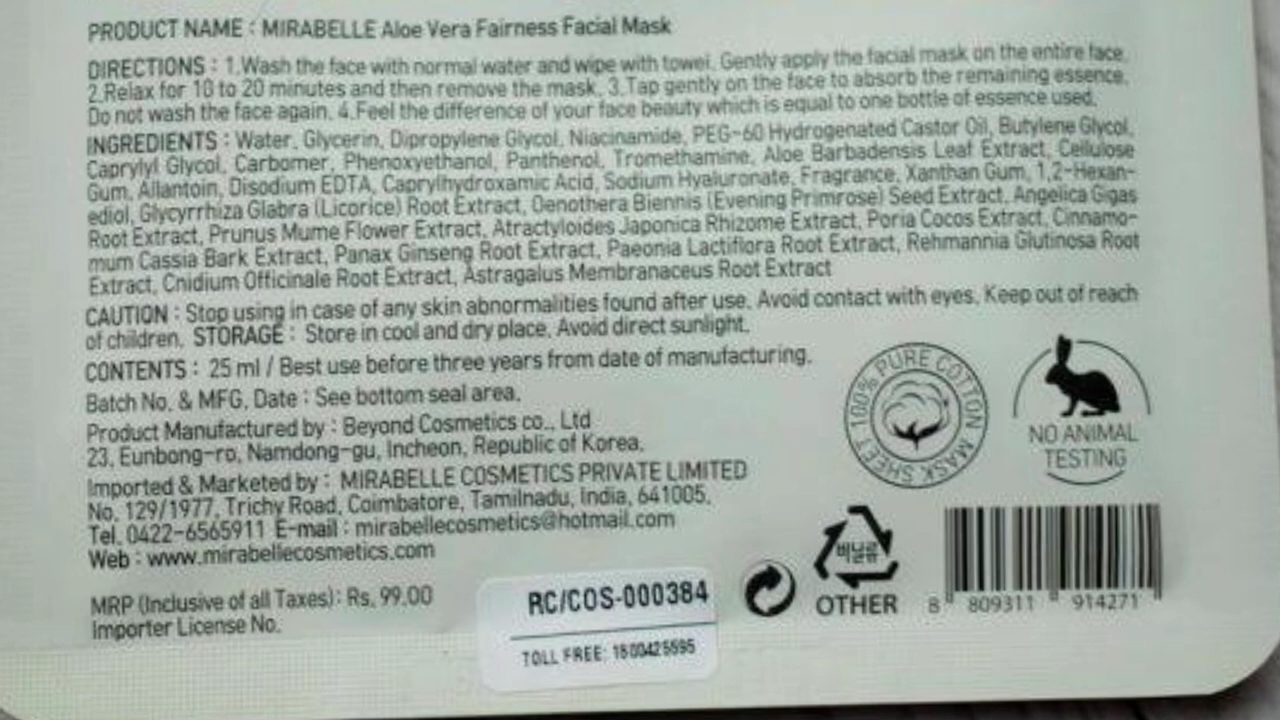 PRODUCT NAME : MIRABELLE Aloe Vera Fairness Facial Mask
DIRECTIONS : 1.Wash the face with normal water and wipe with towel. Gently apply the facial mask on the entire face.
2.Relax for 10 to 20 minutes and then remove the mask. 3.Tap gently on the face to absorb the remaining essence.
Do not wash the face again. 4.Feel the difference of your face beauty which is equal to one bottle of essence used.
INGREDIENTS : Water, Glycerin, Dipropylene Glycol, Niacinamide, PEG-60 Hydrogenated Castor Oil, Butylene Glycol,
Caprylyl Glycol, Carbomer, Phenoxyethanol, Panthenol, Tromethamine, Aloe Barbadensis Leaf Extract, Cellulose
Gum, Allantoin, Disodium EDTA, Caprylhydroxamic Acid, Sodium Hyaluronate, Fragrance, Xanthan Gum, 1,2-Hexan-
ediol, Glycyrrhiza Glabra (Licorice) Root Extract, Oenothera Biennis (Evening Primrose) Seed Extract, Angelica Gigas
Root Extract, Prunus Mume Flower Extract, Atractyloides Japonica Rhizome Extract, Poria Cocos Extract, Cinnamo-
mum Cassia Bark Extract, Panax Ginseng Root Extract, Paeonia Lactiflora Root Extract, Rehmannia Glutinosa Root
Extract, Cnidium Officinale Root Extract, Astragalus Membranaceus Root Extract
CAUTION : Stop using in case of any skin abnormalities found after use. Avoid contact with eyes. Keep out of reach
of children. STORAGE : Store in cool and dry place. Avoid direct sunlight.
CONTENTS : 25 ml / Best use before three years from date of manufacturing.
Batch No. & MFG. Date : See bottom seal area.
Product Manufactured by : Beyond Cosmetics co., Ltd
23, Eunbong-ro, Namdong-gu, Incheon, Republic of Korea.
Imported & Marketed by : MIRABELLE COSMETICS PRIVATE LIMITED
No. 129/1977, Trichy Road, Coimbatore, Tamilnadu, India, 641005.
Tel. 0422-6565911 E-mail : mirabellecosmetics@hotmail.com
Web : www.mirabellecosmetics.com
MRP (Inclusive of all Taxes) : Rs. 99.00
Importer License No.
RC/COS-000384
TOLL FREE: 1800425595
100% PURE COTTON MASK SHEET
NO ANIMAL
TESTING
비닐류
OTHER
8 809311 914271